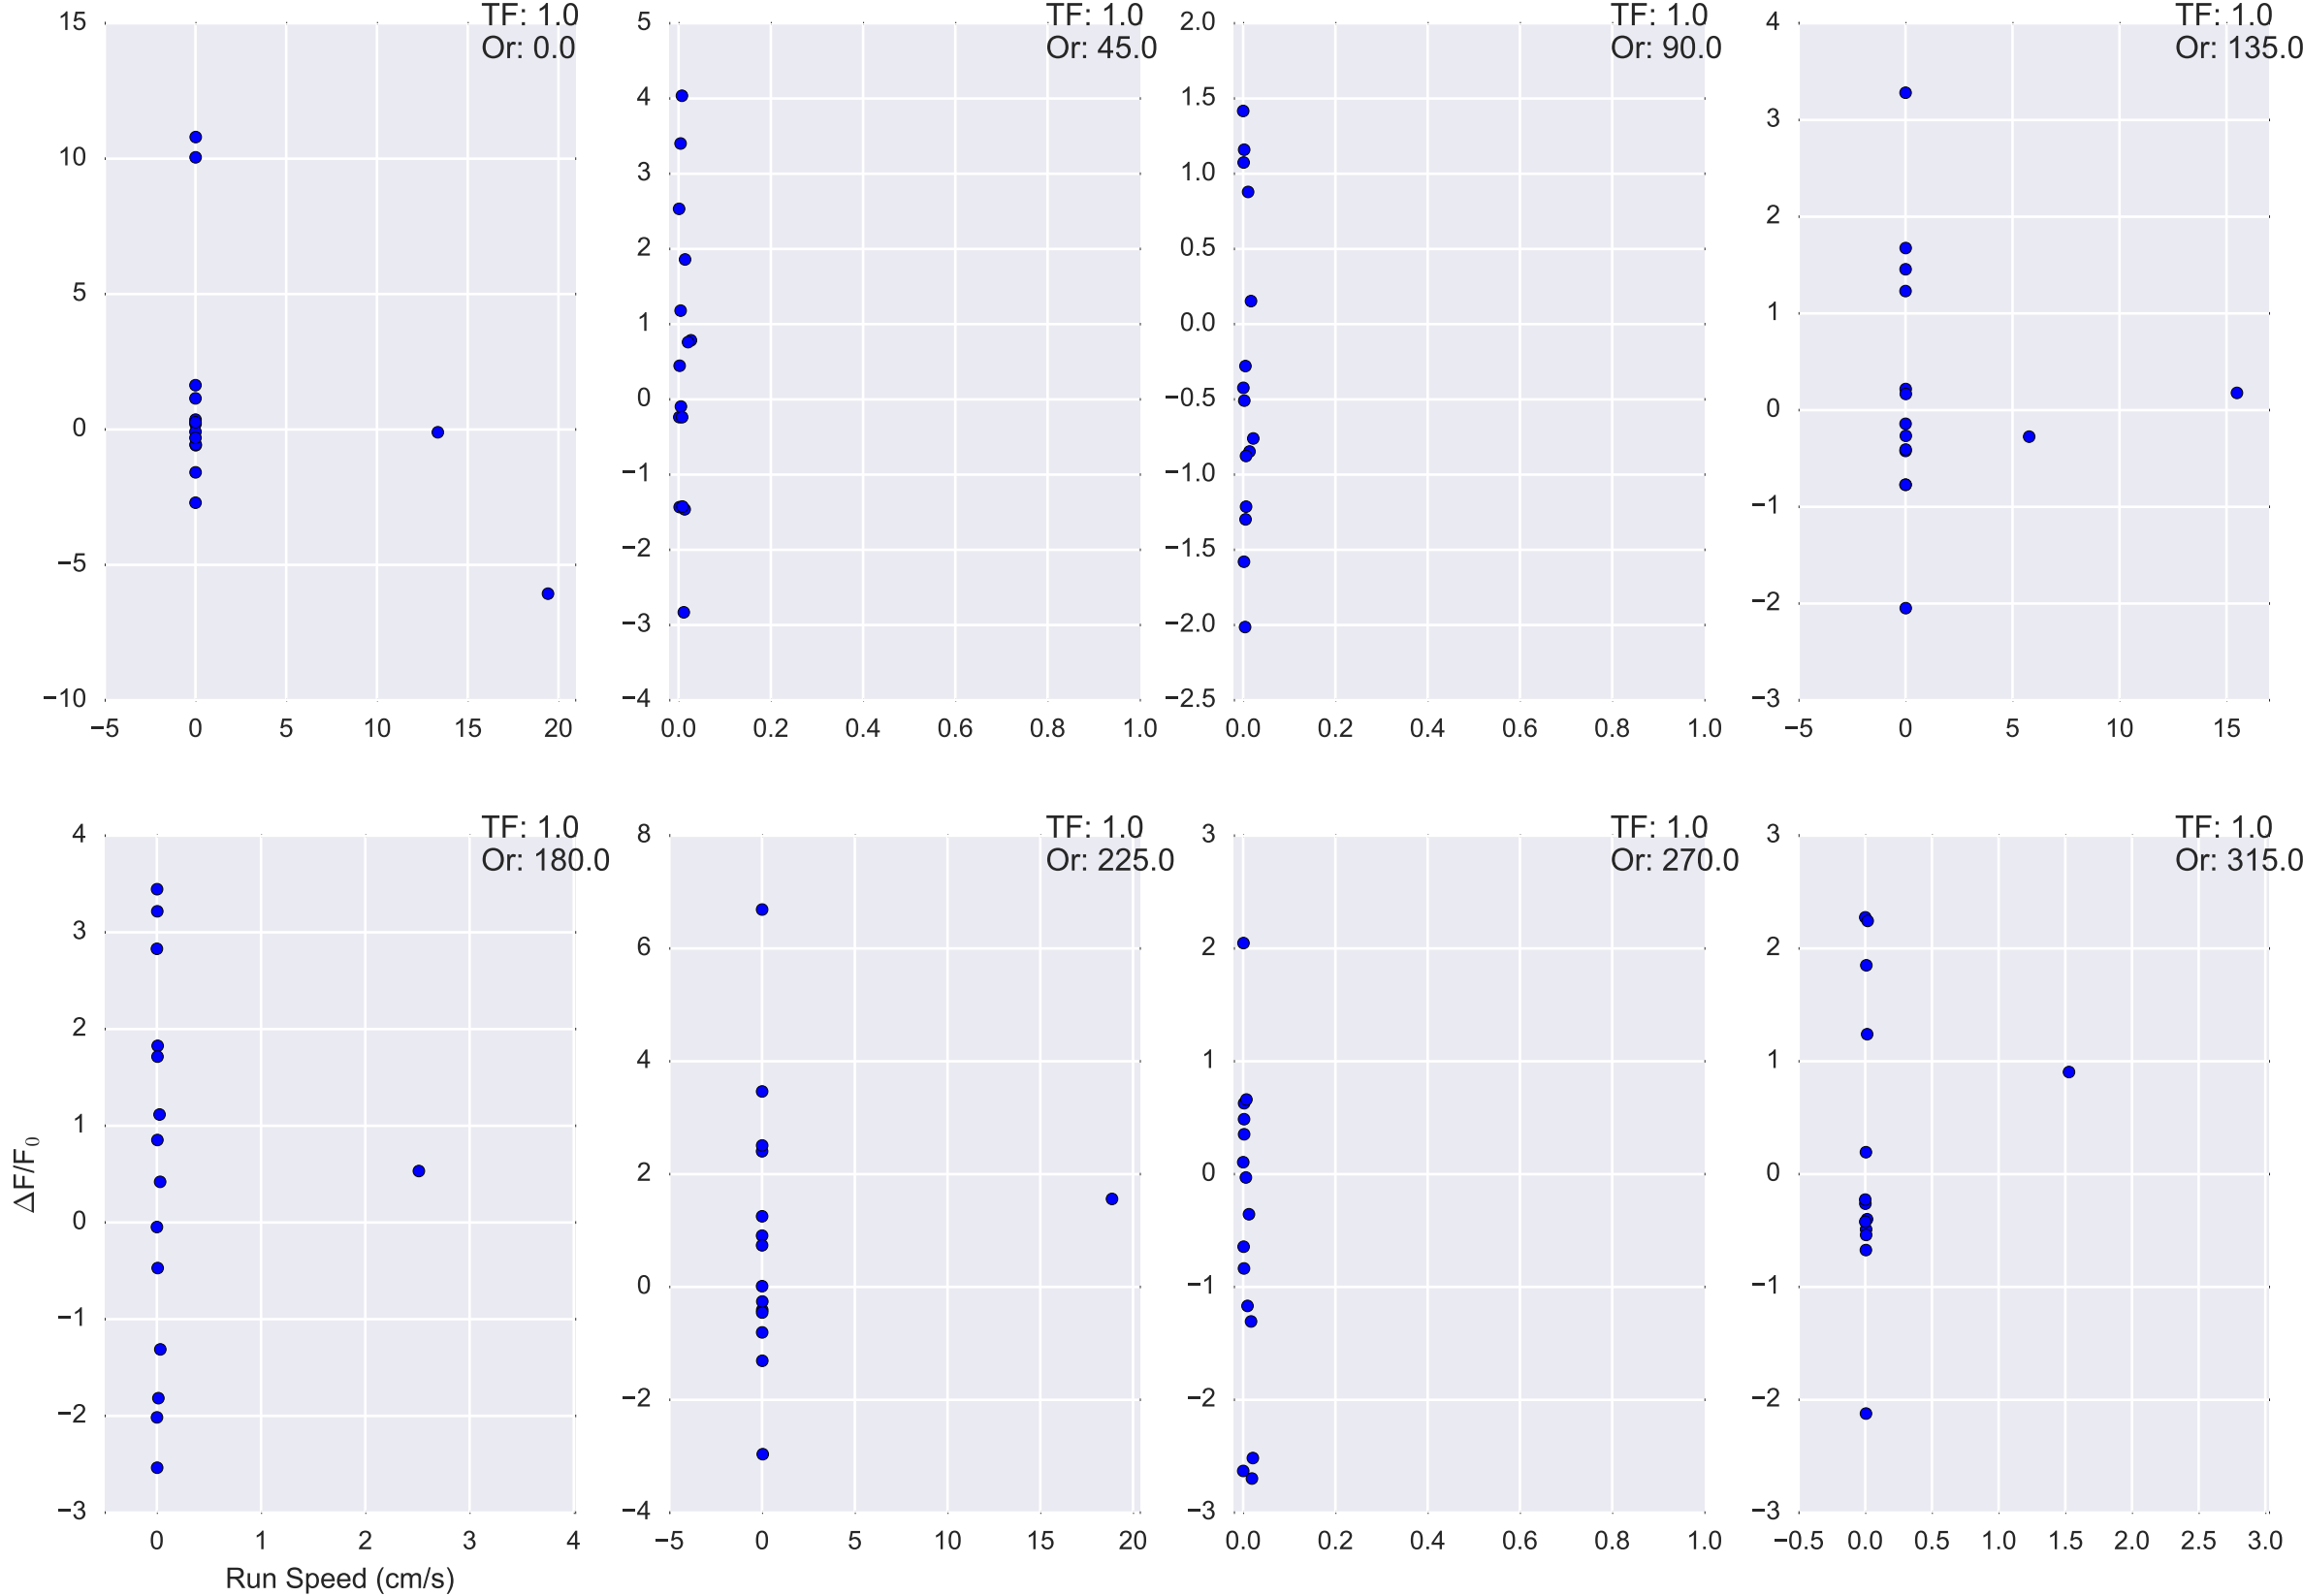 TF: 1.0
Or: 0.0
15
10
5
0
−5
−10
−5 0 5 10 15 20
TF: 1.0
Or: 45.0
5
4
3
2
1
0
−1
−2
−3
−4
0.0 0.2 0.4 0.6 0.8 1.0
TF: 1.0
Or: 90.0
2.0
1.5
1.0
0.5
0.0
−0.5
−1.0
−1.5
−2.0
−2.5
0.0 0.2 0.4 0.6 0.8 1.0
TF: 1.0
Or: 135.0
4
3
2
1
0
−1
−2
−3
−5 0 5 10 15
TF: 1.0
Or: 180.0
4
3
2
1
0
−1
−2
−3
ΔF/F₀
0 1 2 3 4
Run Speed (cm/s)
TF: 1.0
Or: 225.0
8
6
4
2
0
−2
−4
−5 0 5 10 15 20
TF: 1.0
Or: 270.0
3
2
1
0
−1
−2
−3
0.0 0.2 0.4 0.6 0.8 1.0
TF: 1.0
Or: 315.0
3
2
1
0
−1
−2
−3
−0.5 0.0 0.5 1.0 1.5 2.0 2.5 3.0